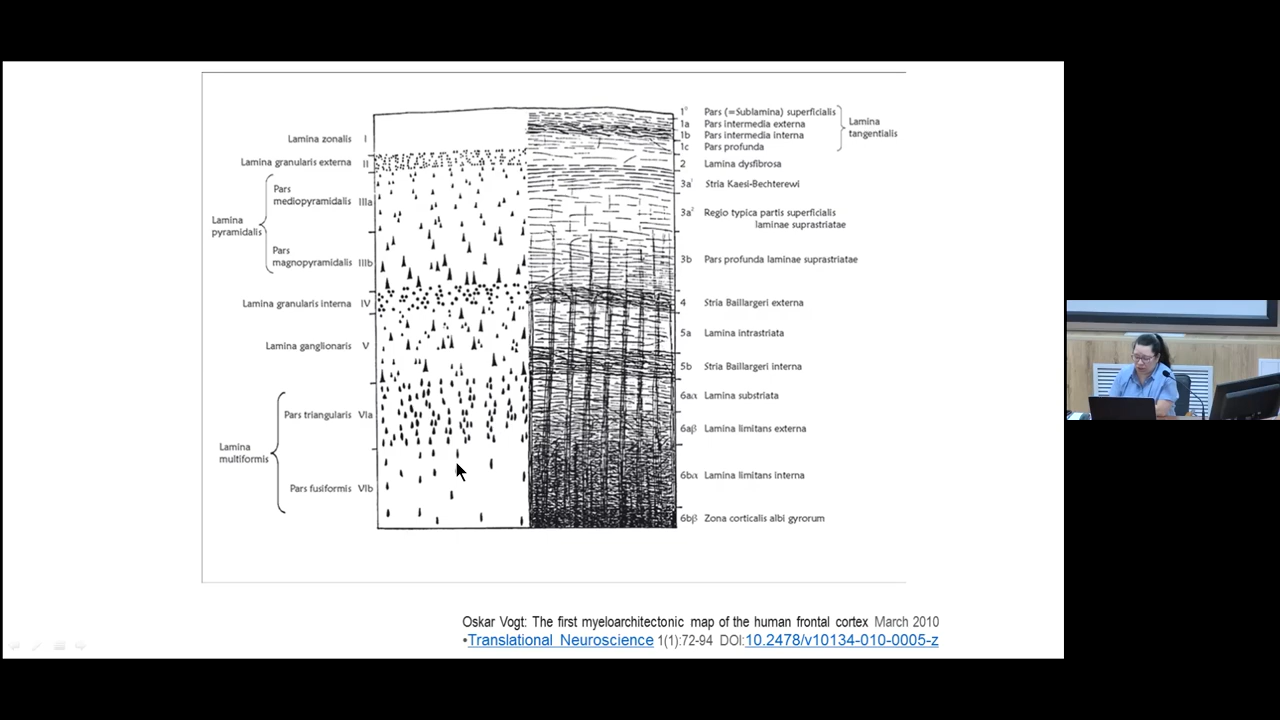 Lamina zonalis I
Lamina granularis externa II
Pars
mediopyramidalis IIIa
Lamina
pyramidalis
Pars
magnopyramidalis IIIb
Lamina granularis interna IV
Lamina ganglionaris V
Pars triangularis VIa
Lamina
multiformis
Pars fusiformis VIb
1° Pars (=Sublamina) superficialis
1a Pars intermedia externa
1b Pars intermedia interna
1c Pars profunda
Lamina
tangentialis
2 Lamina dysfibrosa
3a¹ Stria Kaesi-Bechterewi
3a² Regio typica partis superficialis
laminae suprastriatae
3b Pars profunda laminae suprastriatae
4 Stria Baillargeri externa
5a Lamina intrastriata
5b Stria Baillargeri interna
6aα Lamina substriata
6aβ Lamina limitans externa
6bα Lamina limitans interna
6bβ Zona corticalis albi gyrorum
Oskar Vogt: The first myeloarchitectonic map of the human frontal cortex March 2010
•Translational Neuroscience 1(1):72-94 DOI:10.2478/v10134-010-0005-z